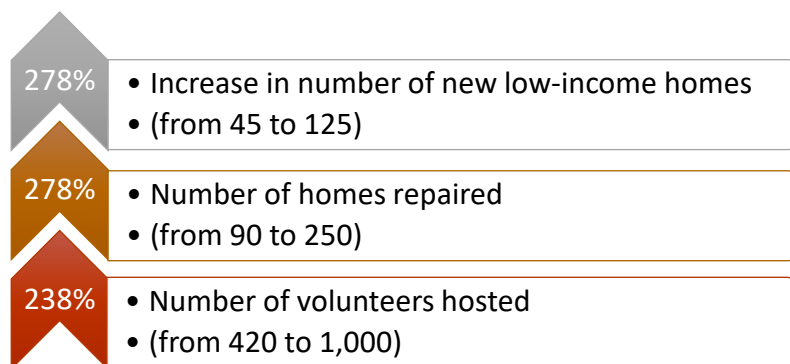 278%
• Increase in number of new low-income homes
• (from 45 to 125)
278%
• Number of homes repaired
• (from 90 to 250)
238%
• Number of volunteers hosted
• (from 420 to 1,000)